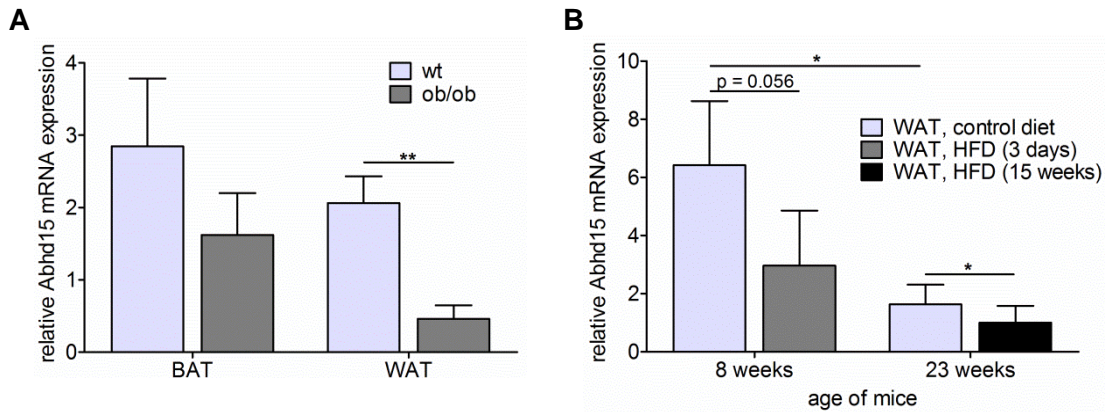 A
relative Abhd15 mRNA expression
4
3
2
1
0
wt
ob/ob
**
BAT
WAT
B
relative Abhd15 mRNA expression
10
8
6
4
2
0
*
p = 0.056
WAT, control diet
WAT, HFD (3 days)
WAT, HFD (15 weeks)
*
8 weeks
23 weeks
age of mice